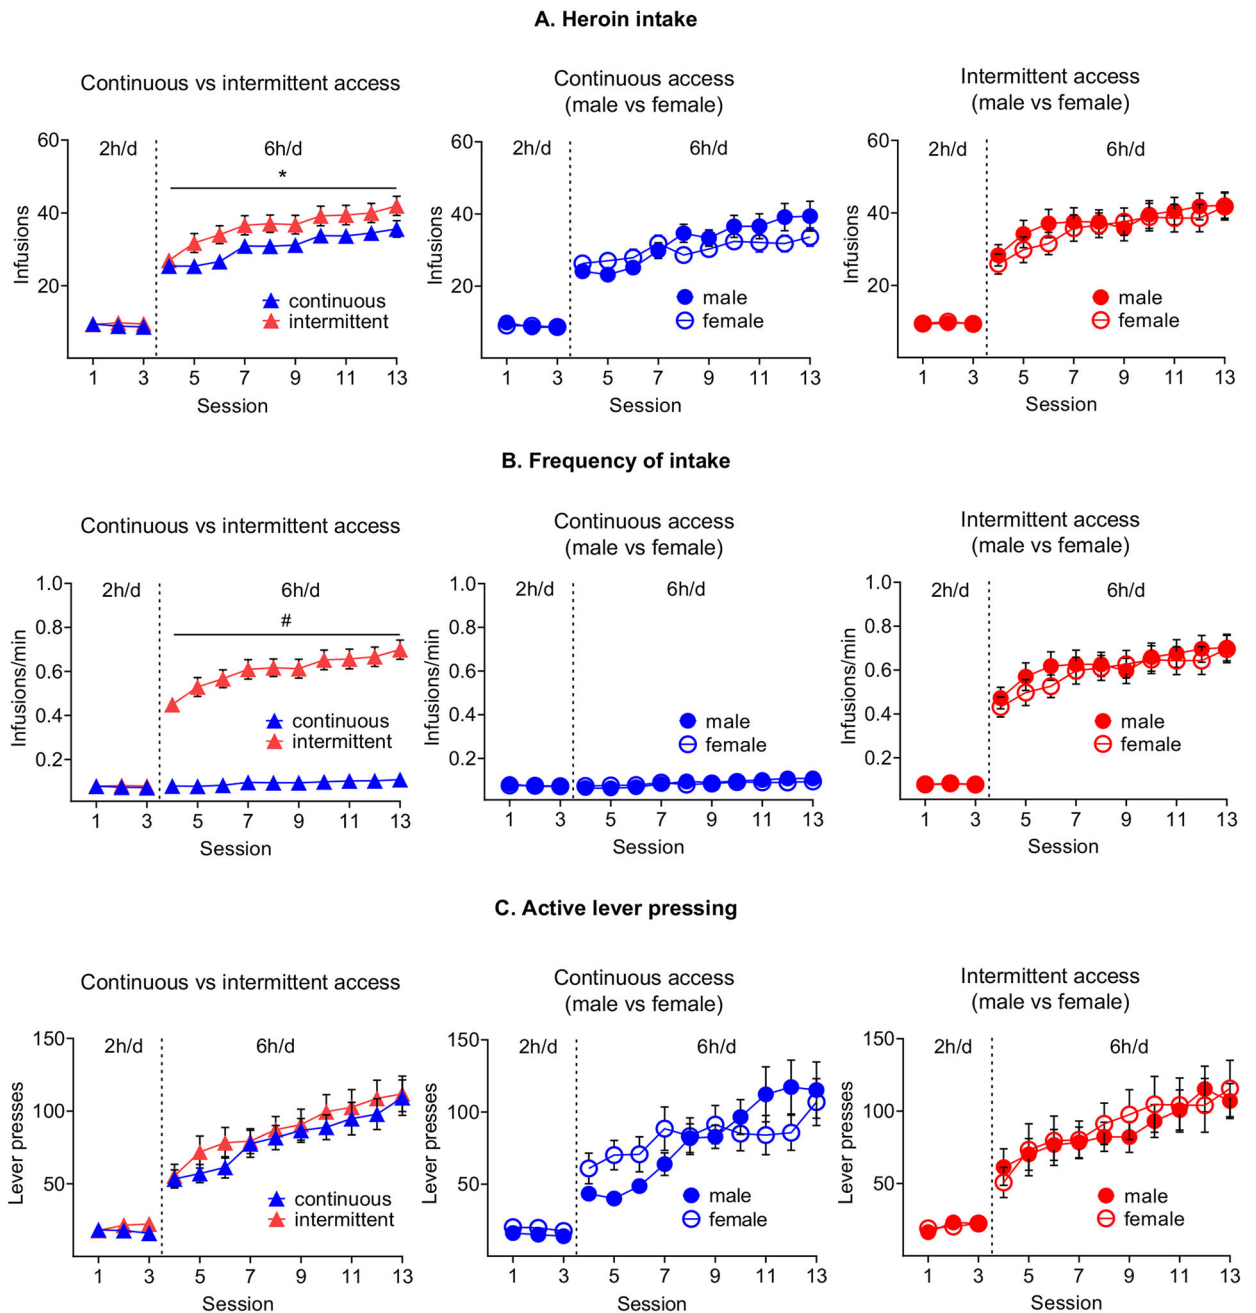 A. Heroin intake
Continuous vs intermittent access
Continuous access
(male vs female)
Intermittent access
(male vs female)
60
40
20
Infusions
2h/d
6h/d
*
continuous
intermittent
1 3 5 7 9 11 13
Session
60
40
20
Infusions
2h/d
6h/d
male
female
1 3 5 7 9 11 13
Session
60
40
20
Infusions
2h/d
6h/d
male
female
1 3 5 7 9 11 13
Session
B. Frequency of intake
Continuous vs intermittent access
Continuous access
(male vs female)
Intermittent access
(male vs female)
1.0
0.8
0.6
0.4
0.2
Infusions/min
2h/d
6h/d
#
continuous
intermittent
1 3 5 7 9 11 13
Session
1.0
0.8
0.6
0.4
0.2
Infusions/min
2h/d
6h/d
male
female
1 3 5 7 9 11 13
Session
1.0
0.8
0.6
0.4
0.2
Infusions/min
2h/d
6h/d
male
female
1 3 5 7 9 11 13
Session
C. Active lever pressing
Continuous vs intermittent access
Continuous access
(male vs female)
Intermittent access
(male vs female)
150
100
50
Lever presses
2h/d
6h/d
continuous
intermittent
1 3 5 7 9 11 13
Session
150
100
50
Lever presses
2h/d
6h/d
male
female
1 3 5 7 9 11 13
Session
150
100
50
Lever presses
2h/d
6h/d
male
female
1 3 5 7 9 11 13
Session